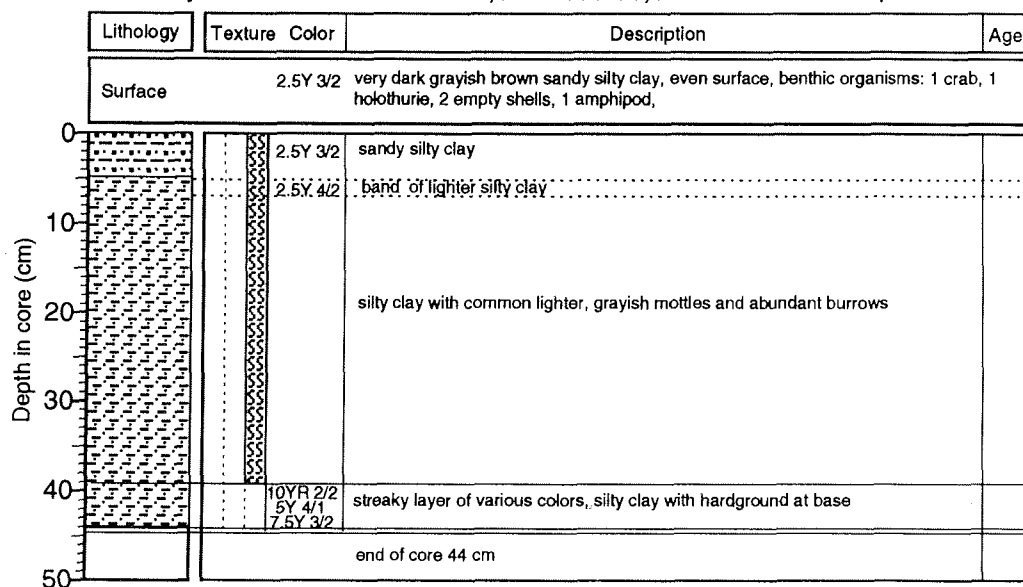 Lithology Texture Color Description Age
Surface 2.5Y 3/2 very dark grayish brown sandy silty clay, even surface, benthic organisms: 1 crab, 1
holothurie, 2 empty shells, 1 amphipod,
0
2.5Y 3/2 sandy silty clay
2.5Y 4/2 band of lighter silty clay
10
Depth in core (cm)
20 silty clay with common lighter, grayish mottles and abundant burrows
30
40
10YR 2/2
5Y 4/1 streaky layer of various colors, silty clay with hardground at base
7.5Y 3/2
end of core 44 cm
50